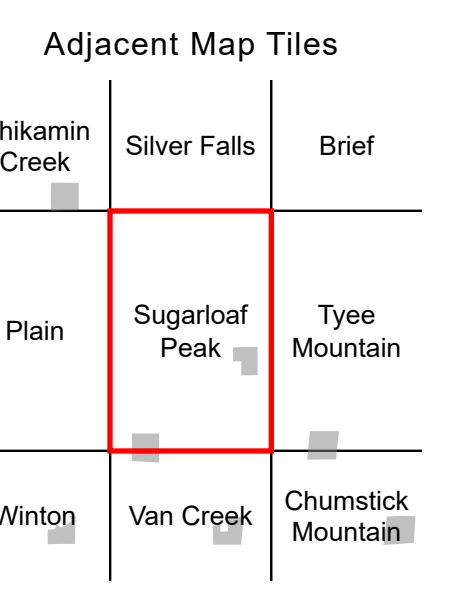 Adjacent Map Tiles
hikamin
Creek
Silver Falls
Brief
Plain
Sugarloaf
Peak
Tyee
Mountain
Winton
Van Creek
Chumstick
Mountain